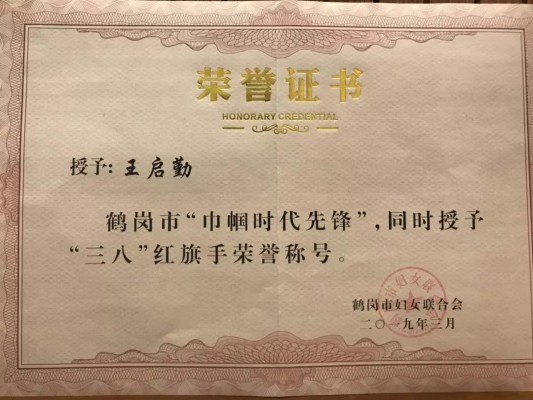 荣誉证书
HONORARY CREDENTIAL
授予：王启勤
鹤岗市“巾帼时代先锋”，同时授予
“三八”红旗手荣誉称号。
鹤岗市妇女联合会
二〇一九年三月